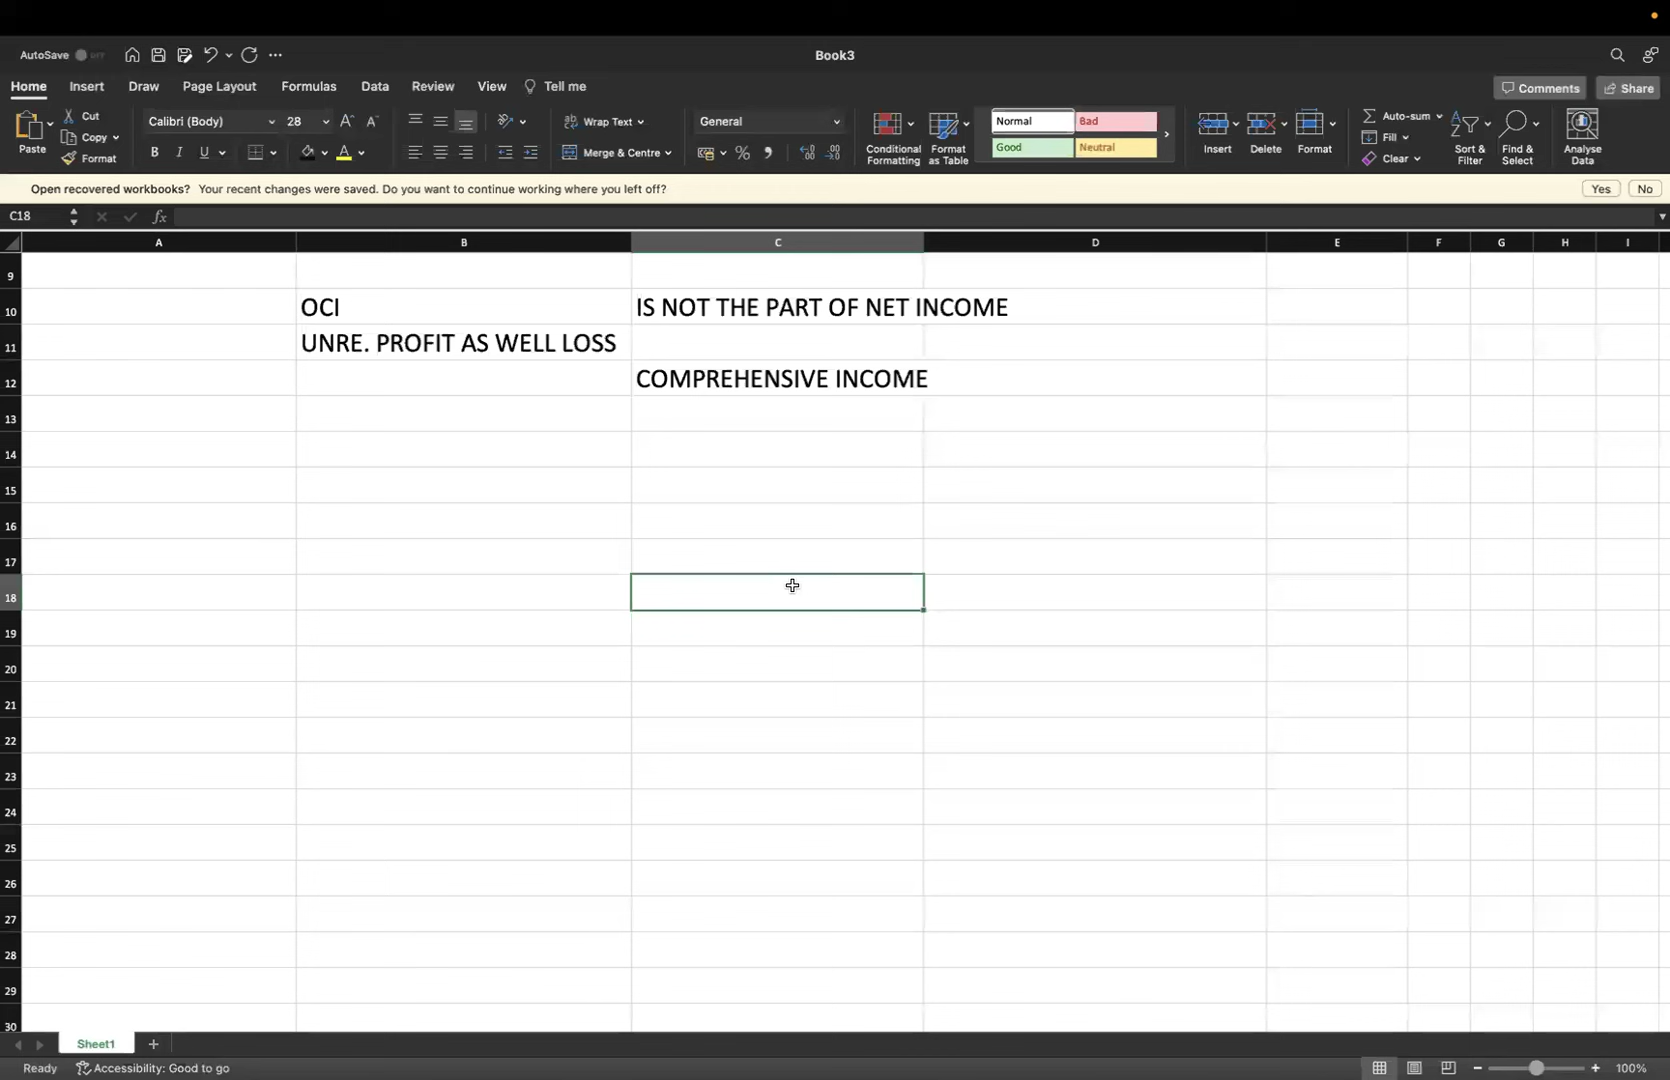 Book3
AutoSave OFF
Home Insert Draw Page Layout Formulas Data Review View Tell me
Comments Share
Paste
Cut
Copy
Format
Calibri (Body) 28
B I U
Wrap Text
Merge & Centre
General
Conditional Formatting
Format as Table
Normal Bad
Good Neutral
Insert Delete Format
Auto-sum
Fill
Clear
Sort & Filter
Find & Select
Analyse Data
Open recovered workbooks? Your recent changes were saved. Do you want to continue working where you left off? Yes No
C18 fx
A B C D E F G H I
9
10 OCI IS NOT THE PART OF NET INCOME
11 UNRE. PROFIT AS WELL LOSS
12 COMPREHENSIVE INCOME
13
14
15
16
17
18
19
20
21
22
23
24
25
26
27
28
29
30
Sheet1
Ready Accessibility: Good to go 100%